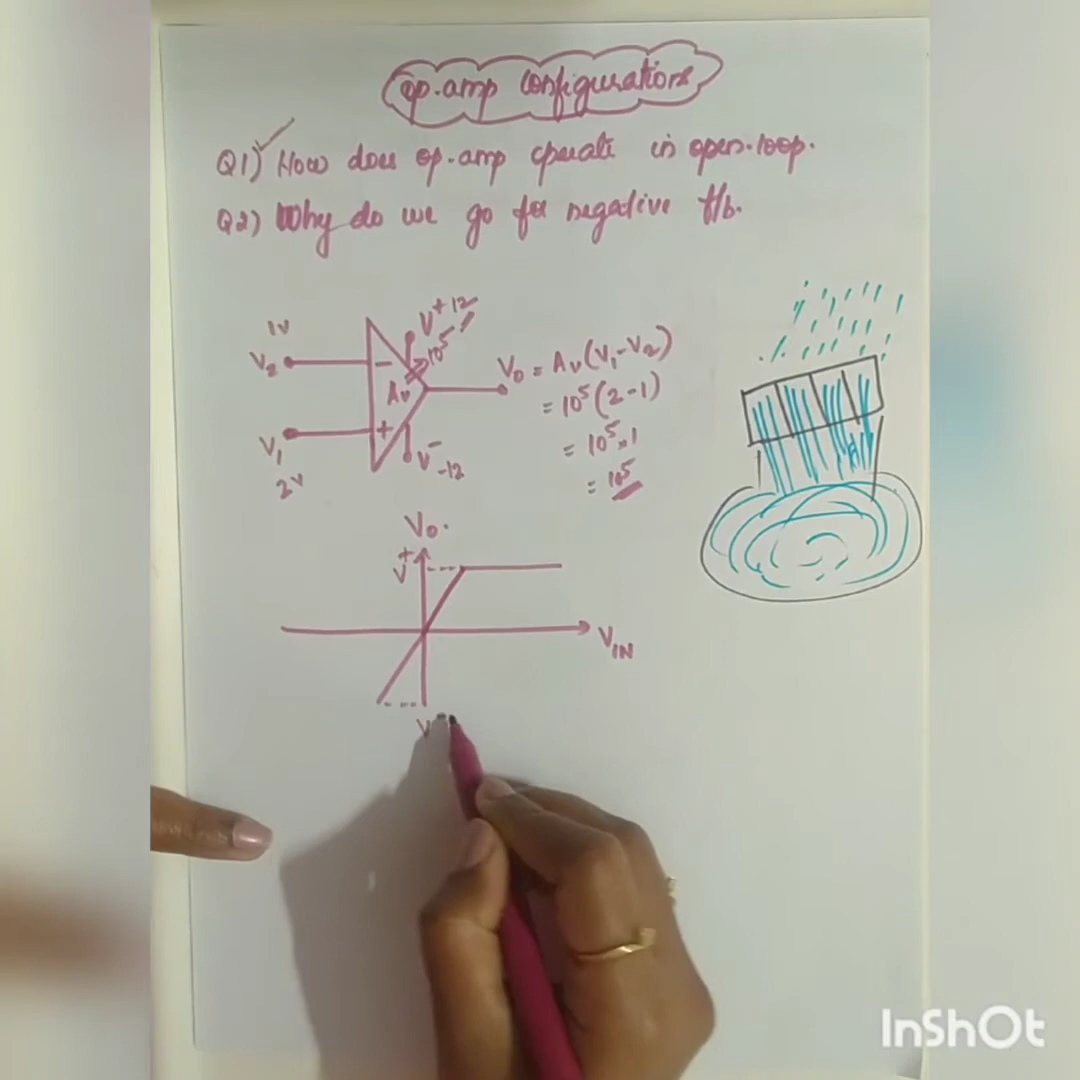 Op-amp configurations
Q1) How does op-amp operate in open-loop.
Q2) Why do we go for negative f/b.
1V
V2
V1
2V
-
+
Av
10^5
V+ +12
V- -12
Vo = Av(V1-V2)
= 10^5(2-1)
= 10^5 × 1
= 10^5
Vo.
V+
VIN
V
InShOt